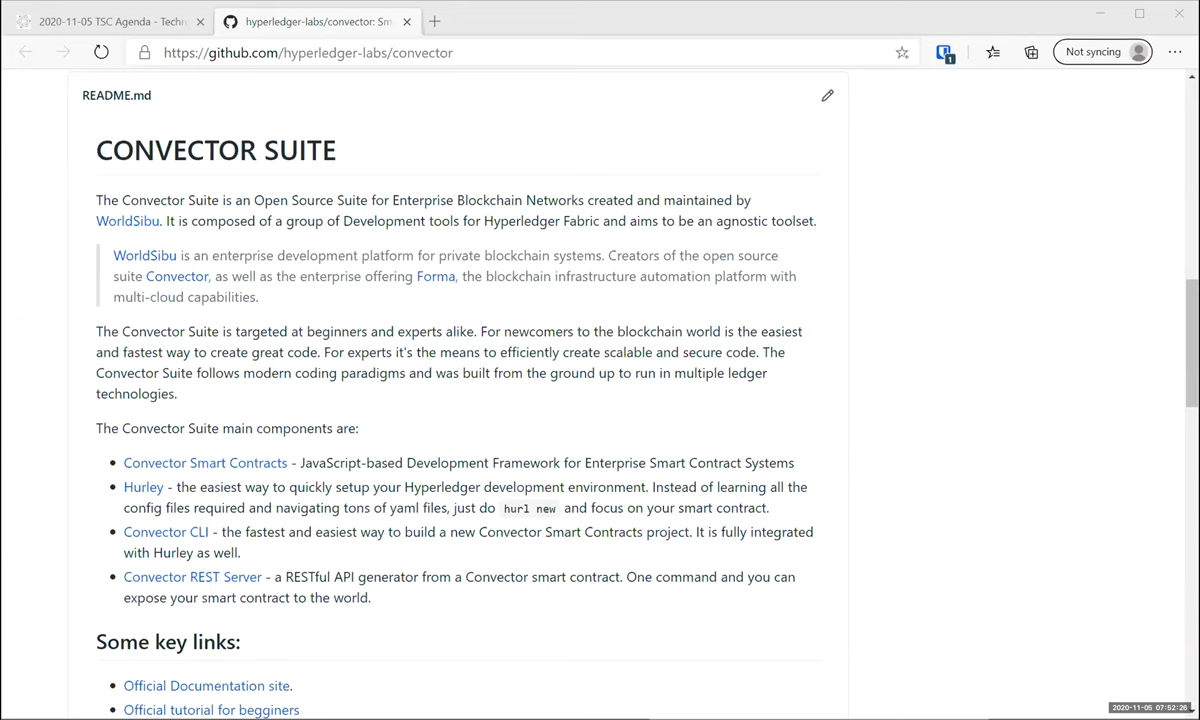 2020-11-05 TSC Agenda - Techn
hyperledger-labs/convector: Sm
https://github.com/hyperledger-labs/convector
1
Not syncing
README.md
CONVECTOR SUITE
The Convector Suite is an Open Source Suite for Enterprise Blockchain Networks created and maintained by
WorldSibu. It is composed of a group of Development tools for Hyperledger Fabric and aims to be an agnostic toolset.
WorldSibu is an enterprise development platform for private blockchain systems. Creators of the open source
suite Convector, as well as the enterprise offering Forma, the blockchain infrastructure automation platform with
multi-cloud capabilities.
The Convector Suite is targeted at beginners and experts alike. For newcomers to the blockchain world is the easiest
and fastest way to create great code. For experts it's the means to efficiently create scalable and secure code. The
Convector Suite follows modern coding paradigms and was built from the ground up to run in multiple ledger
technologies.
The Convector Suite main components are:
• Convector Smart Contracts - JavaScript-based Development Framework for Enterprise Smart Contract Systems
• Hurley - the easiest way to quickly setup your Hyperledger development environment. Instead of learning all the
config files required and navigating tons of yaml files, just do hurl new and focus on your smart contract.
• Convector CLI - the fastest and easiest way to build a new Convector Smart Contracts project. It is fully integrated
with Hurley as well.
• Convector REST Server - a RESTful API generator from a Convector smart contract. One command and you can
expose your smart contract to the world.
Some key links:
• Official Documentation site.
• Official tutorial for begginers
2020-11-05 07:52:26